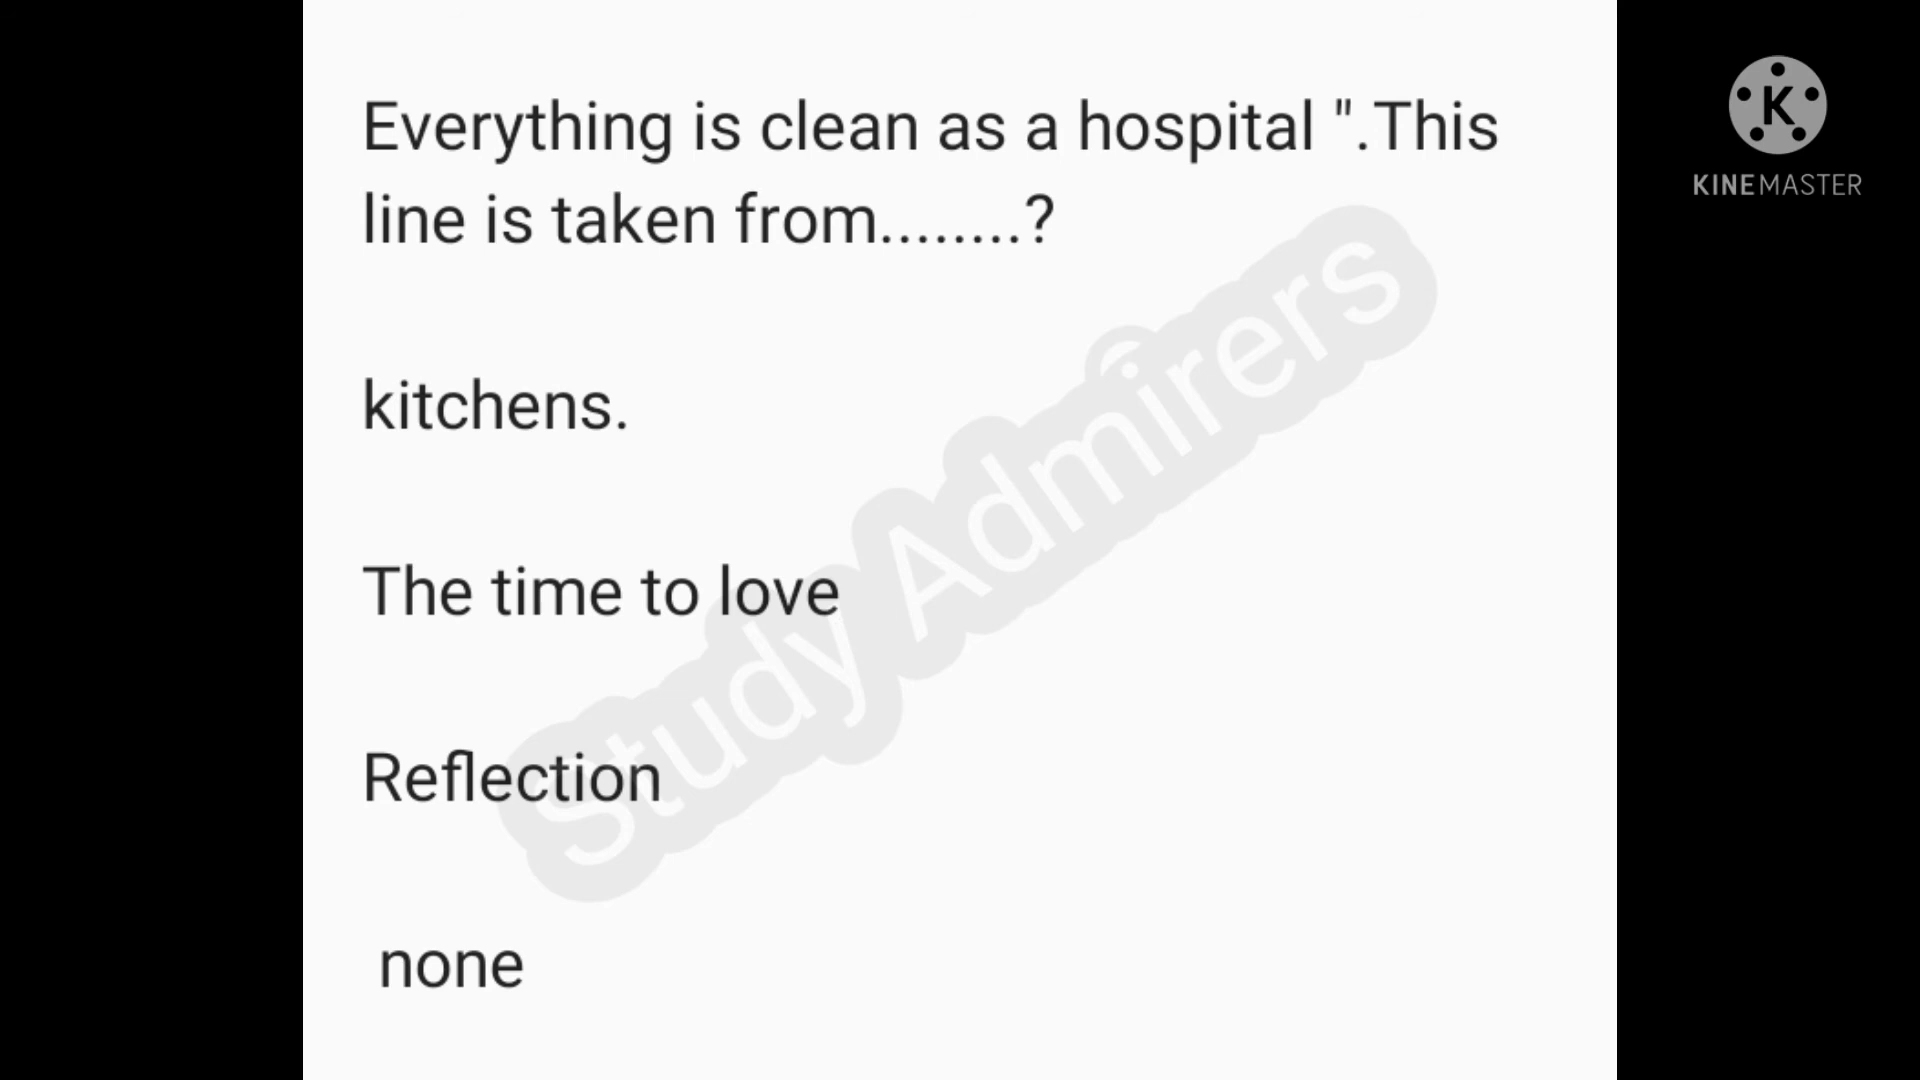 Everything is clean as a hospital ".This
line is taken from........?
kitchens.
The time to love
Reflection
none
Study Admirers
K
KINEMASTER